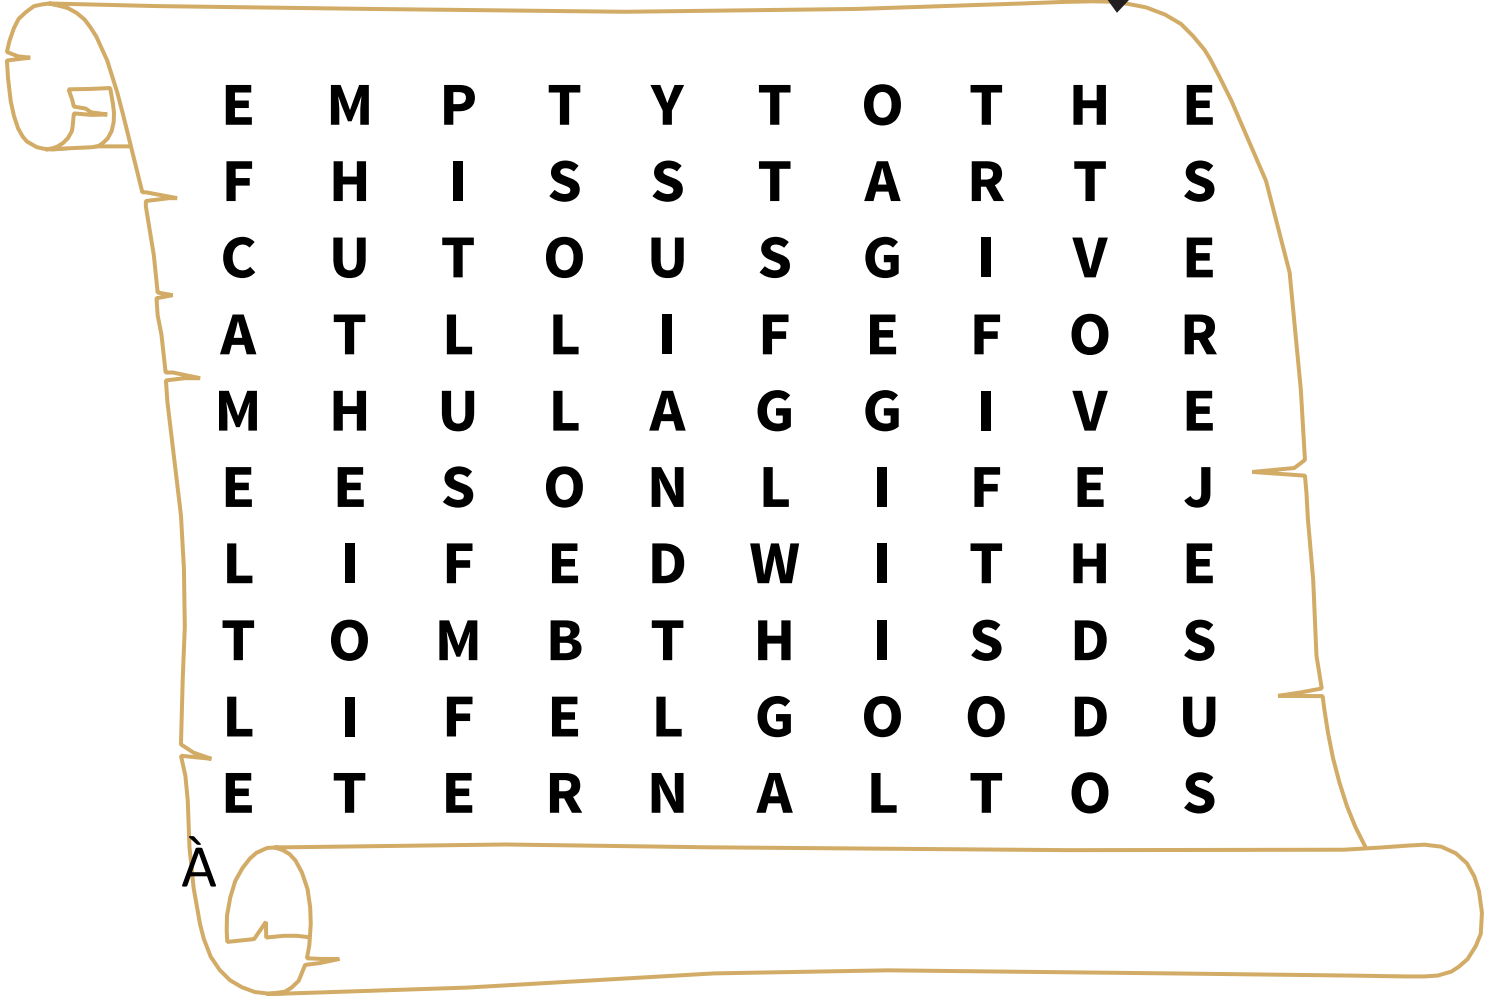 E M P T Y T O T H E
F H I S S T A R T S
C U T O U S G I V E
A T L L I F E F O R
M H U L A G G I V E
E E S O N L I F E J
L I F E D W I T H E
T O M B T H I S D S
L I F E L G O O D U
E T E R N A L T O S
À